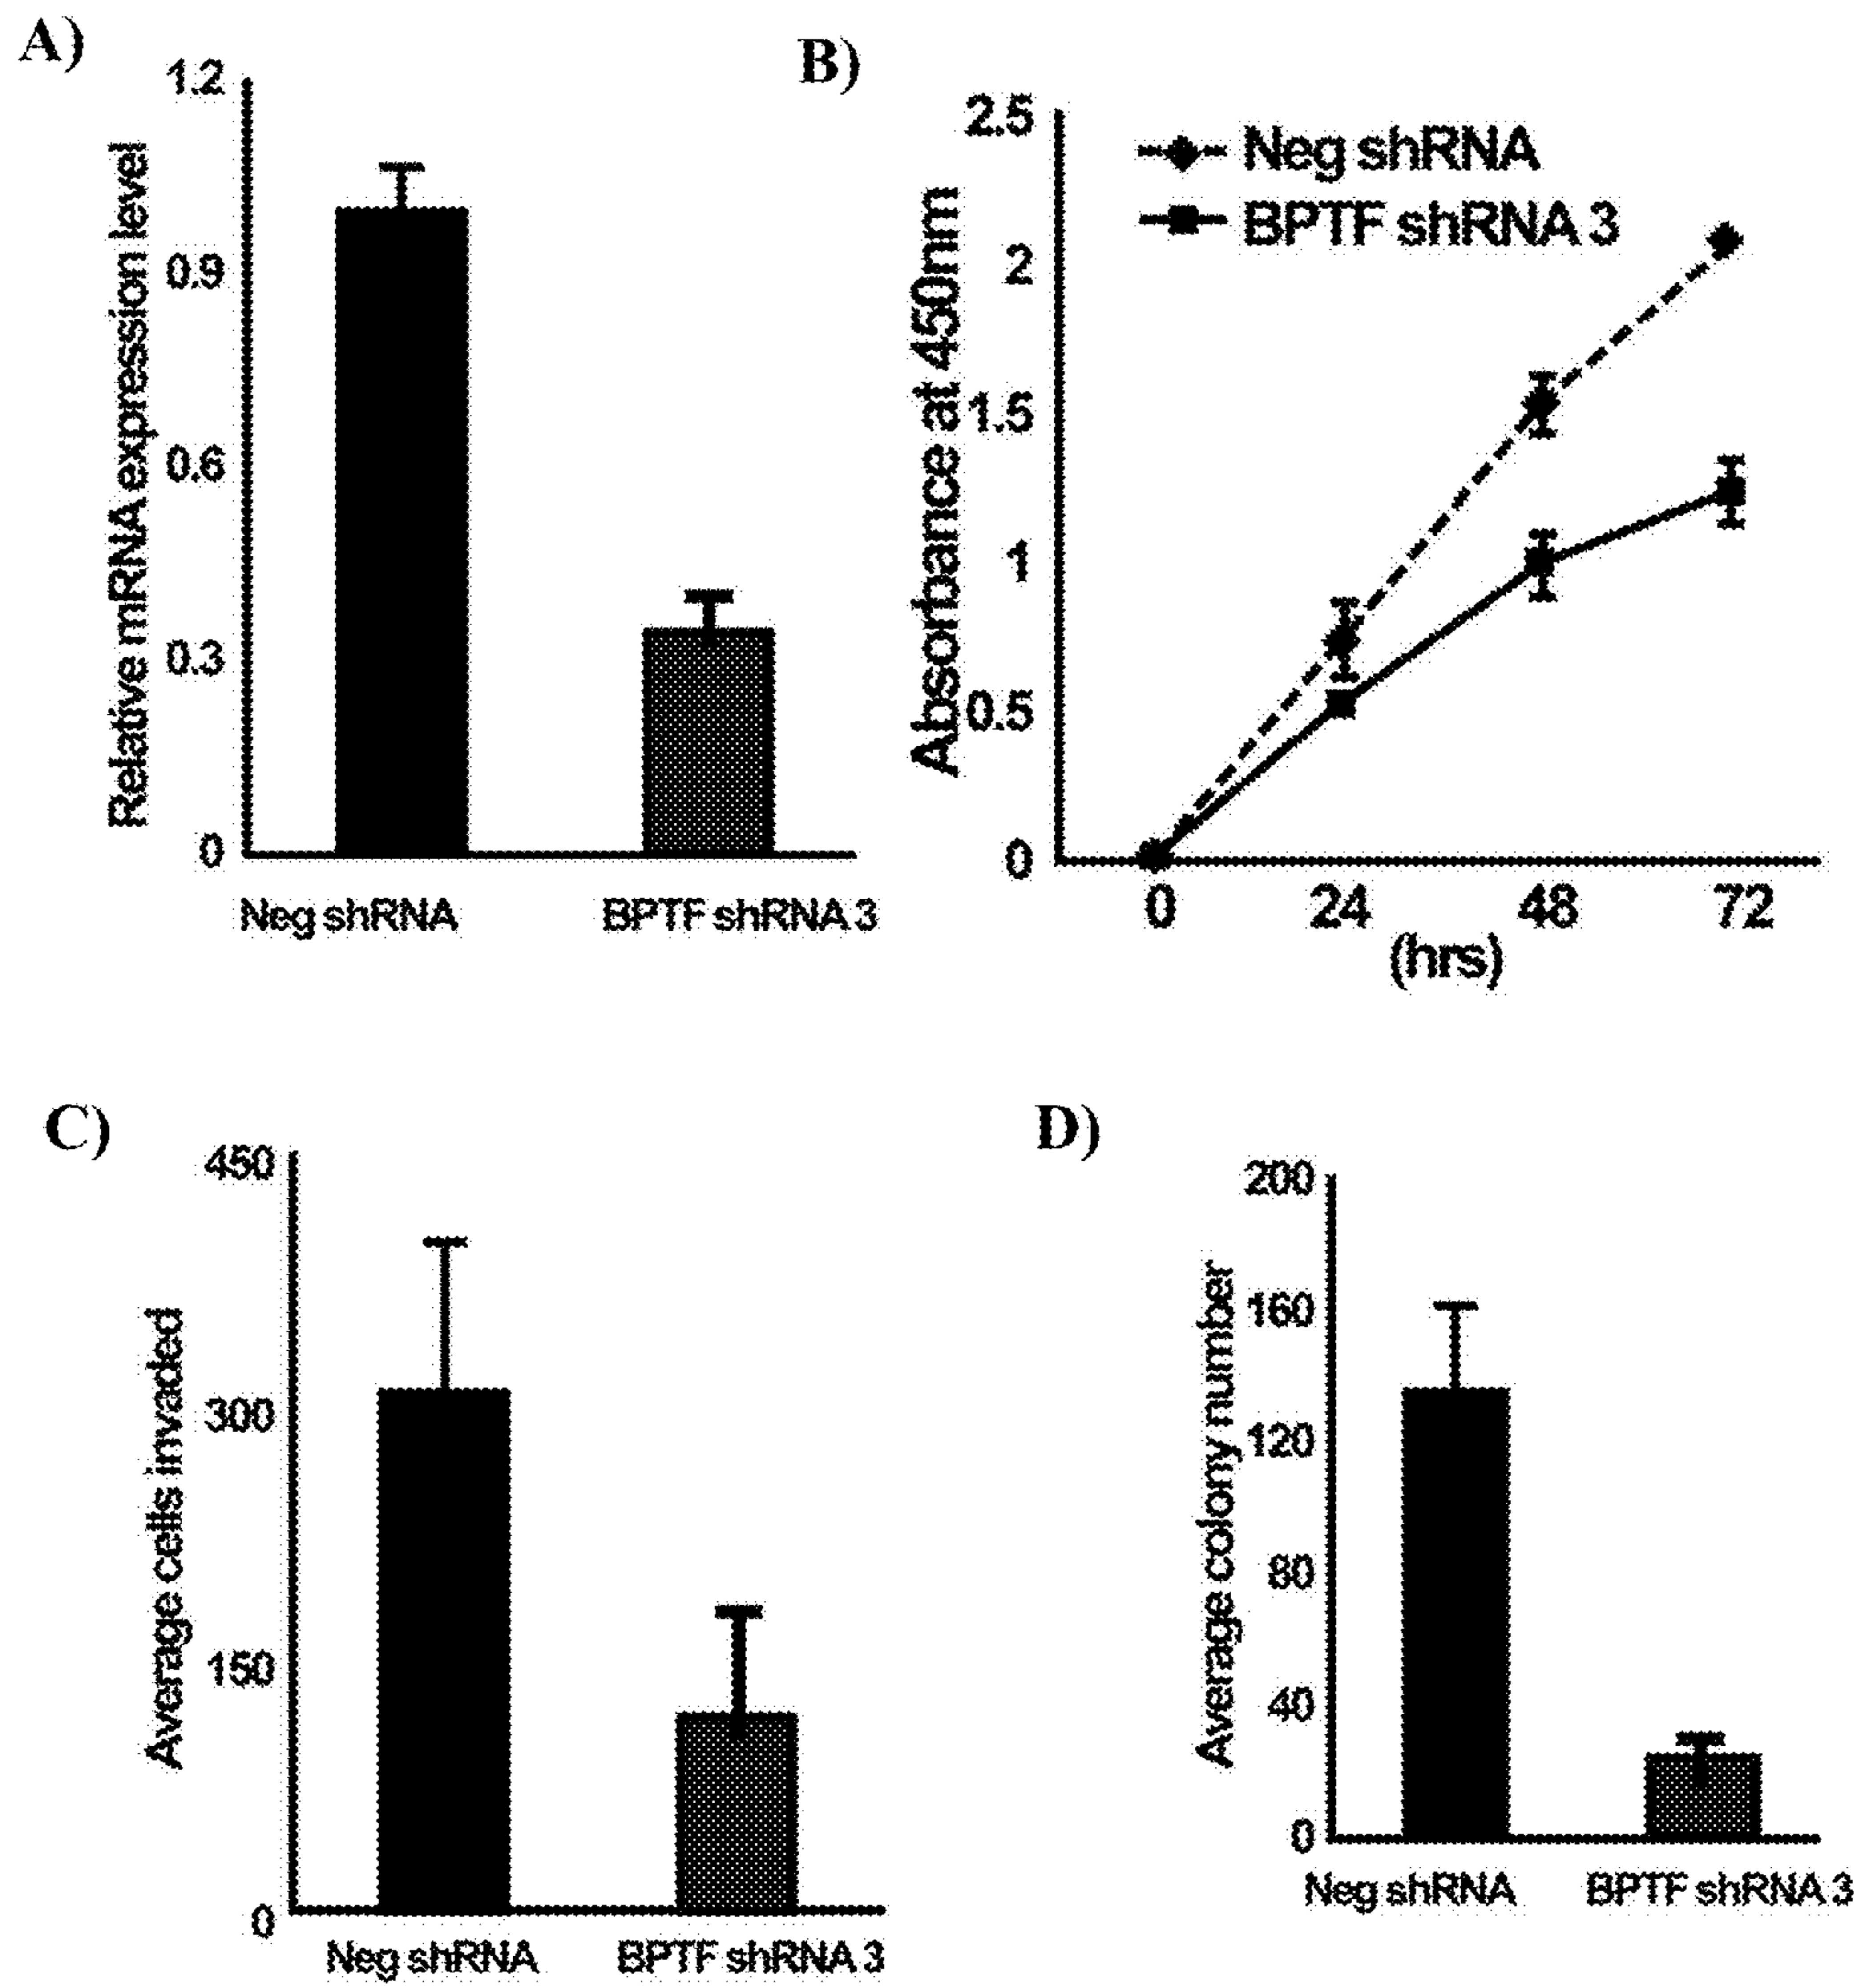 A)
Relative mRNA expression level
1.2
0.9
0.6
0.3
0
Neg shRNA
BPTF shRNA 3
B)
Absorbance at 450nm
2.5
2
1.5
1
0.5
0
Neg shRNA
BPTF shRNA 3
0 24 48 72
(hrs)
C)
Average cells invaded
450
300
150
0
Neg shRNA
BPTF shRNA 3
D)
Average colony number
200
160
120
80
40
0
Neg shRNA
BPTF shRNA 3